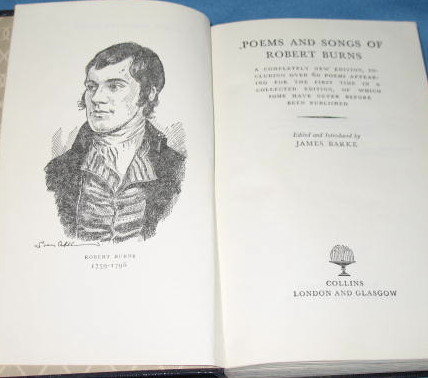 ROBERT BURNS
1759-1796
POEMS AND SONGS OF
ROBERT BURNS
A COMPLETELY NEW EDITION, IN-
CLUDING OVER 60 POEMS APPEAR-
ING FOR THE FIRST TIME IN A
COLLECTED EDITION, OF WHICH
SOME HAVE NEVER BEFORE
BEEN PUBLISHED
Edited and Introduced by
JAMES BARKE
COLLINS
LONDON AND GLASGOW